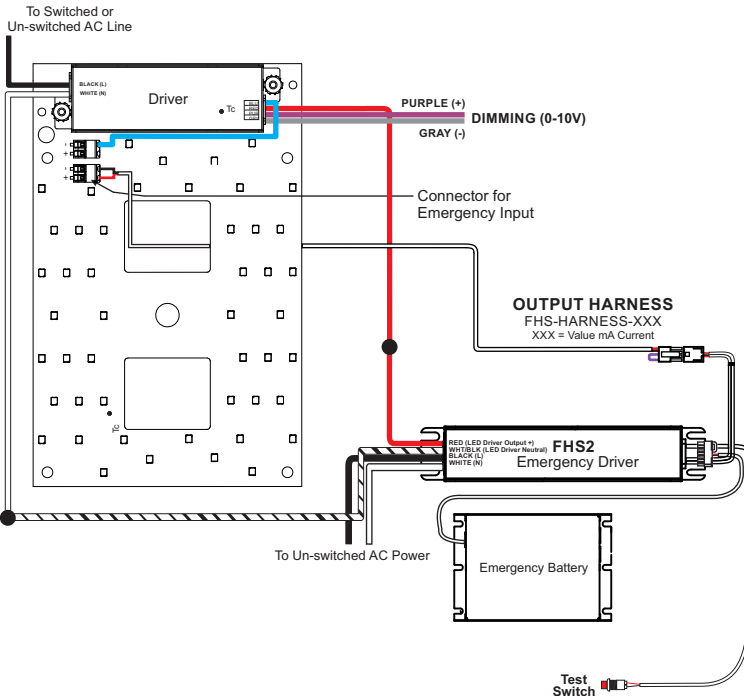 To Switched or
Un-switched AC Line
BLACK (L)
WHITE (N)
Driver
Tc
PURPLE (+)
DIMMING (0-10V)
GRAY (-)
-
+
-
+
Connector for
Emergency Input
OUTPUT HARNESS
FHS-HARNESS-XXX
XXX = Value mA Current
Tc
RED (LED Driver Output +)
WHT/BLK (LED Driver Neutral)
BLACK (L)
WHITE (N)
FHS2
Emergency Driver
To Un-switched AC Power
Emergency Battery
Test
Switch